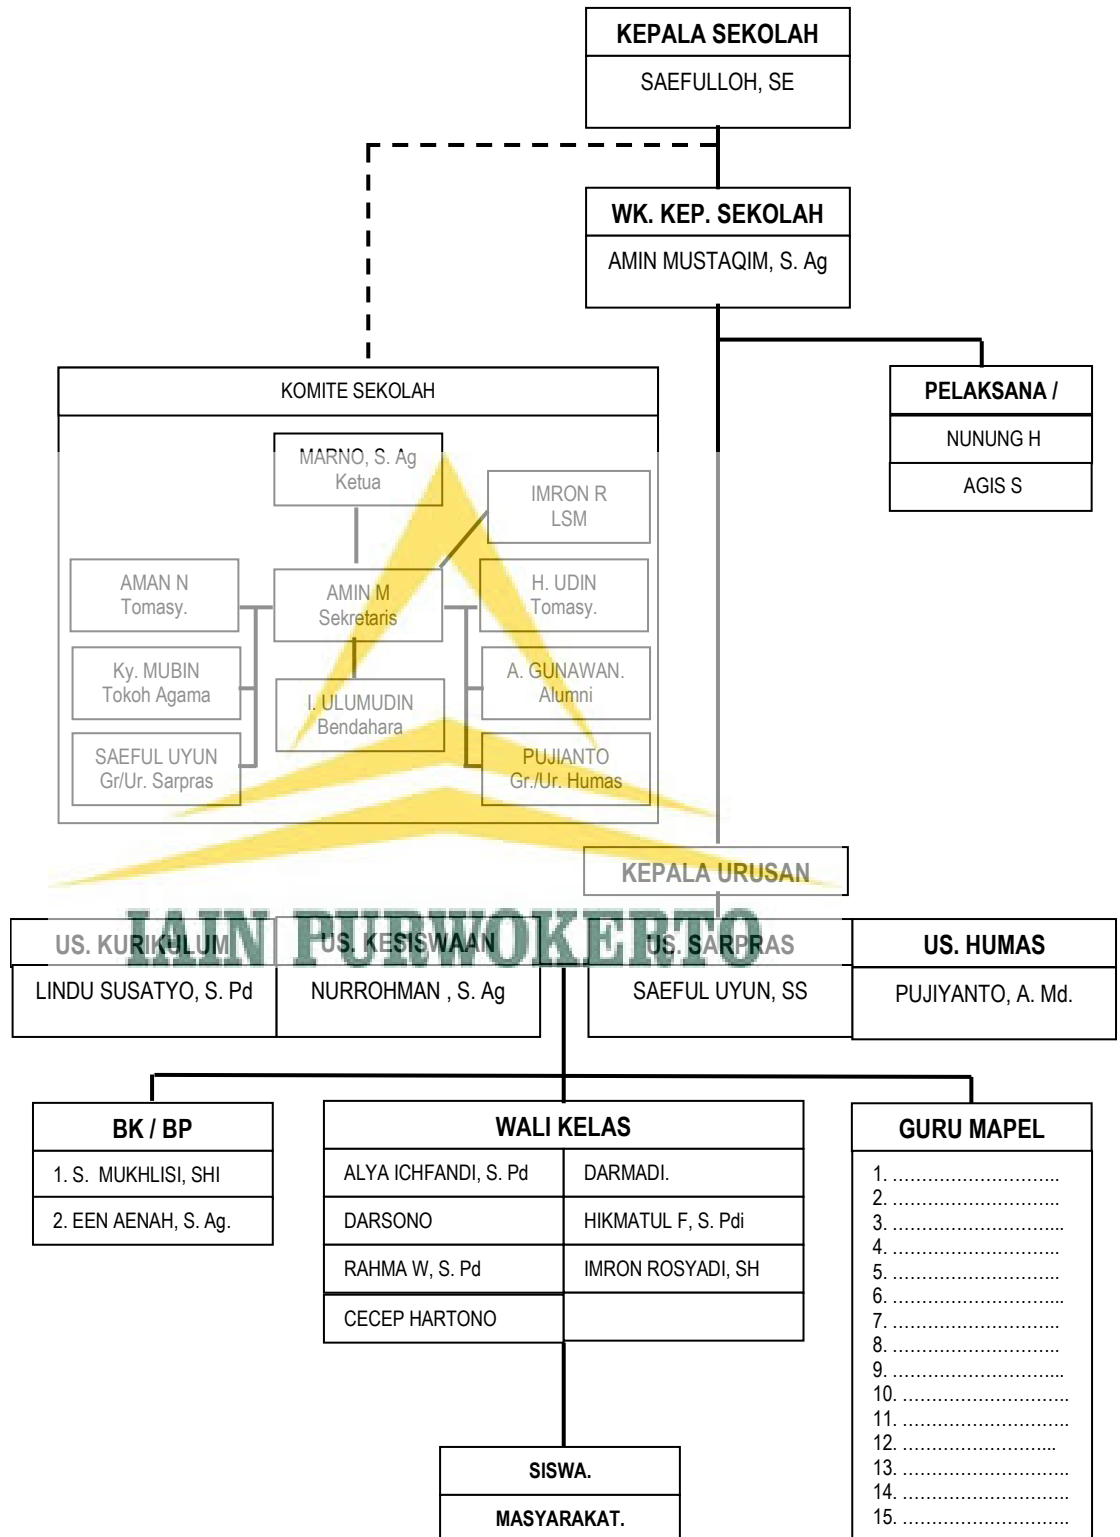 KEPALA SEKOLAH
SAEFULLOH, SE
WK. KEP. SEKOLAH
AMIN MUSTAQIM, S. Ag
KOMITE SEKOLAH
MARNO, S. Ag
Ketua
IMRON R
LSM
AMAN N
Tomasy.
AMIN M
Sekretaris
H. UDIN
Tomasy.
Ky. MUBIN
Tokoh Agama
I. ULUMUDIN
Bendahara
A. GUNAWAN.
Alumni
SAEFUL UYUN
Gr/Ur. Sarpras
PUJIANTO
Gr./Ur. Humas
PELAKSANA /
NUNUNG H
AGIS S
KEPALA URUSAN
IAIN PURWOKERTO
US. KURIKULUM
LINDU SUSATYO, S. Pd
US. KESISWAAN
NURROHMAN , S. Ag
US. SARPRAS
SAEFUL UYUN, SS
US. HUMAS
PUJIYANTO, A. Md.
BK / BP
1. S. MUKHLISI, SHI
2. EEN AENAH, S. Ag.
WALI KELAS
ALYA ICHFANDI, S. Pd
DARMADI.
DARSONO
HIKMATUL F, S. Pdi
RAHMA W, S. Pd
IMRON ROSYADI, SH
CECEP HARTONO
GURU MAPEL
1. ………………………..
2. ………………………..
3. ………………………...
4. ………………………..
5. ………………………..
6. ………………………...
7. ………………………..
8. ………………………..
9. ………………………...
10. ………………………..
11. ………………………..
12. ……………………...
13. ………………………..
14. ………………………..
15. ………………………..
SISWA.
MASYARAKAT.